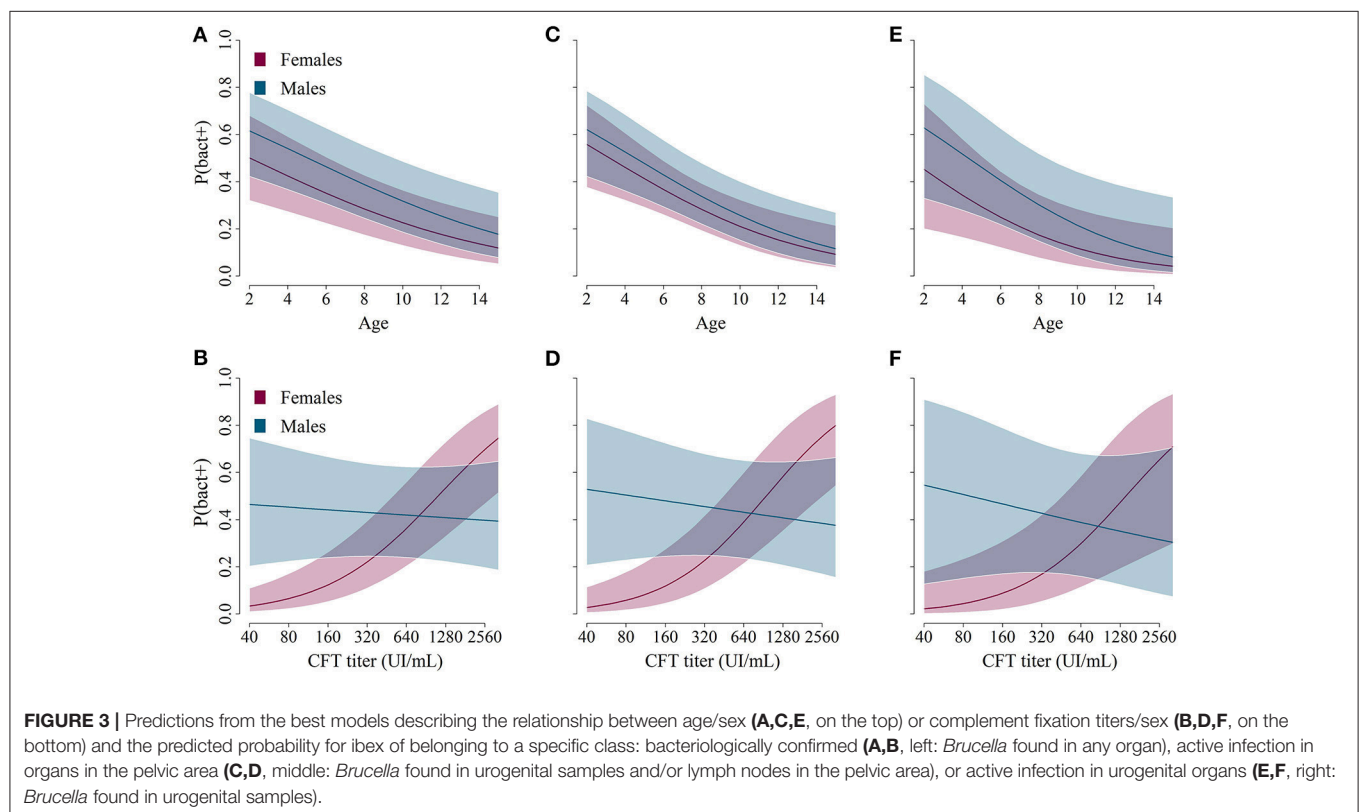 A
C
E
P(bact+)
0.0 0.2 0.4 0.6 0.8 1.0
Females
Males
2 4 6 8 10 12 14
Age
2 4 6 8 10 12 14
Age
2 4 6 8 10 12 14
Age
B
D
F
P(bact+)
0.0 0.2 0.4 0.6 0.8 1.0
Females
Males
40 80 160 320 640 1280 2560
CFT titer (UI/mL)
40 80 160 320 640 1280 2560
CFT titer (UI/mL)
40 80 160 320 640 1280 2560
CFT titer (UI/mL)
FIGURE 3 | Predictions from the best models describing the relationship between age/sex (A,C,E, on the top) or complement fixation titers/sex (B,D,F, on the
bottom) and the predicted probability for ibex of belonging to a specific class: bacteriologically confirmed (A,B, left: Brucella found in any organ), active infection in
organs in the pelvic area (C,D, middle: Brucella found in urogenital samples and/or lymph nodes in the pelvic area), or active infection in urogenital organs (E,F, right:
Brucella found in urogenital samples).